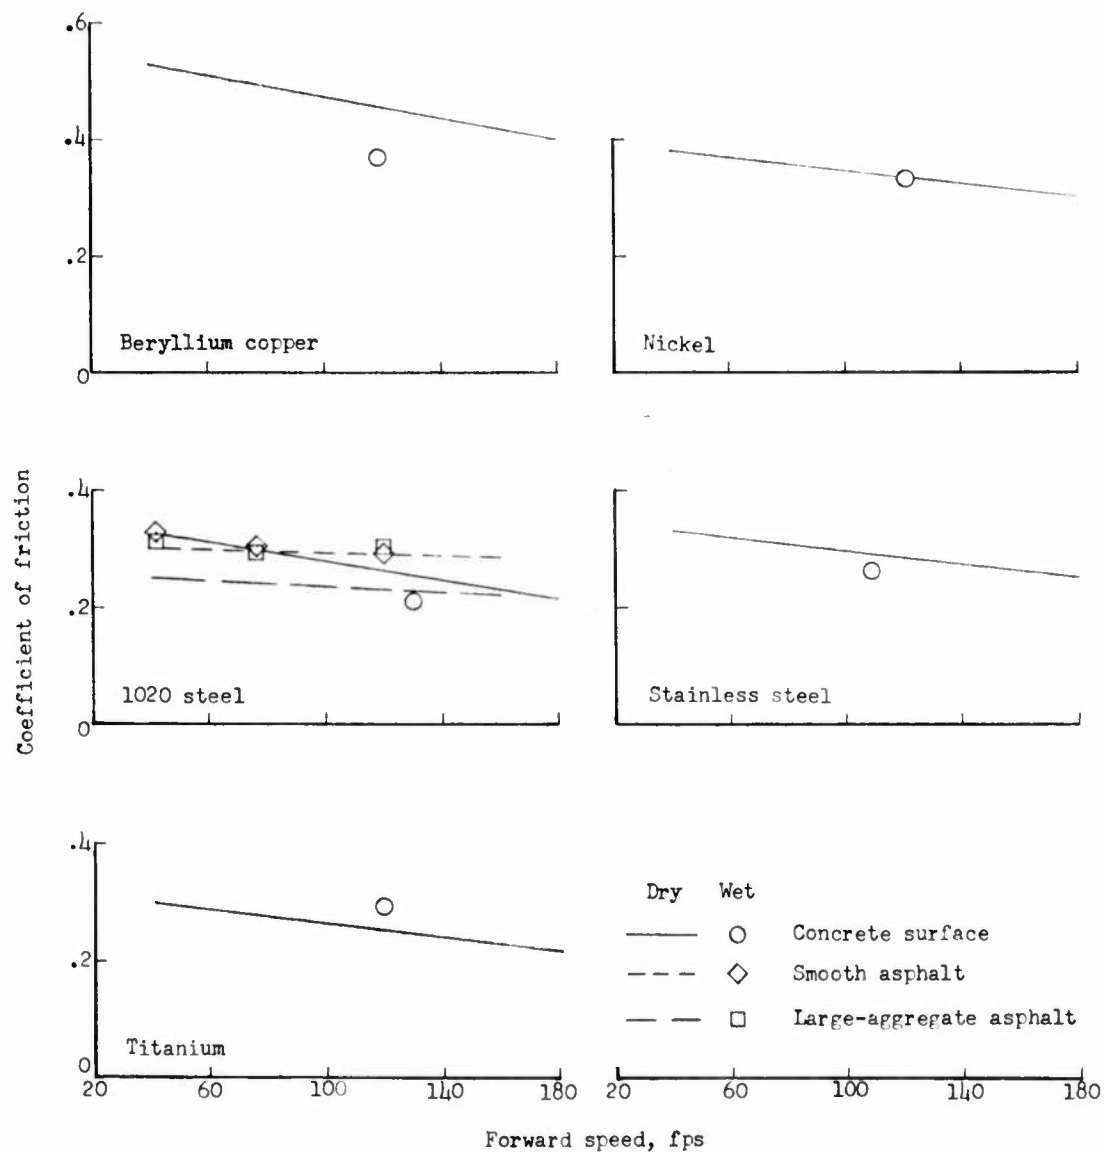 .6
.4
.2
0
Beryllium copper
Nickel
Coefficient of friction
.4
.2
0
1020 steel
Stainless steel
.4
.2
0
Titanium
Dry Wet
Concrete surface
Smooth asphalt
Large-aggregate asphalt
20 60 100 140 180
20 60 100 140 180
Forward speed, fps